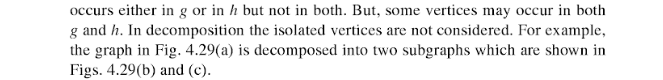 occurs either in g or in h but not in both. But, some vertices may occur in both
g and h. In decomposition the isolated vertices are not considered. For example,
the graph in Fig. 4.29(a) is decomposed into two subgraphs which are shown in
Figs. 4.29(b) and (c).